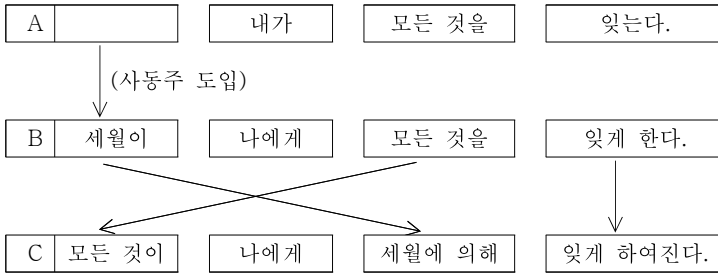 A 내가 모든 것을 잊는다.
(사동주 도입)
B 세월이 나에게 모든 것을 잊게 한다.
C 모든 것이 나에게 세월에 의해 잊게 하여진다.